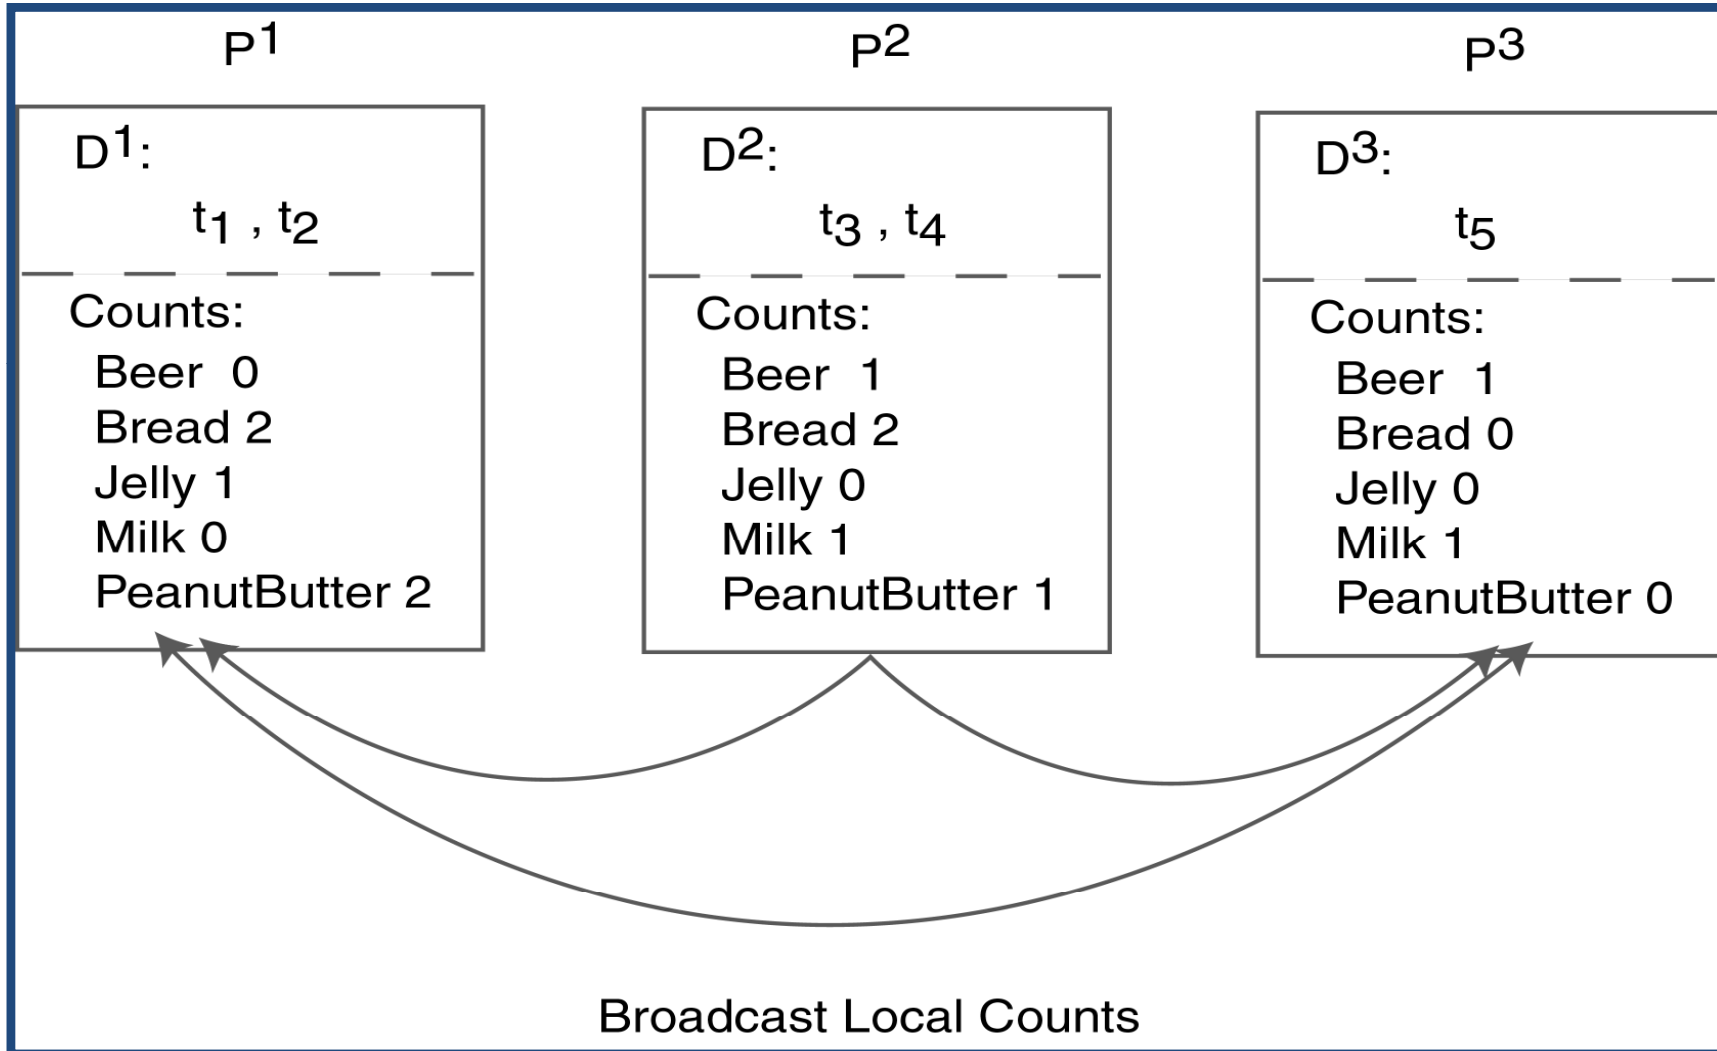 P1
D1:
t1 , t2
Counts:
Beer 0
Bread 2
Jelly 1
Milk 0
PeanutButter 2
P2
D2:
t3 , t4
Counts:
Beer 1
Bread 2
Jelly 0
Milk 1
PeanutButter 1
P3
D3:
t5
Counts:
Beer 1
Bread 0
Jelly 0
Milk 1
PeanutButter 0
Broadcast Local Counts